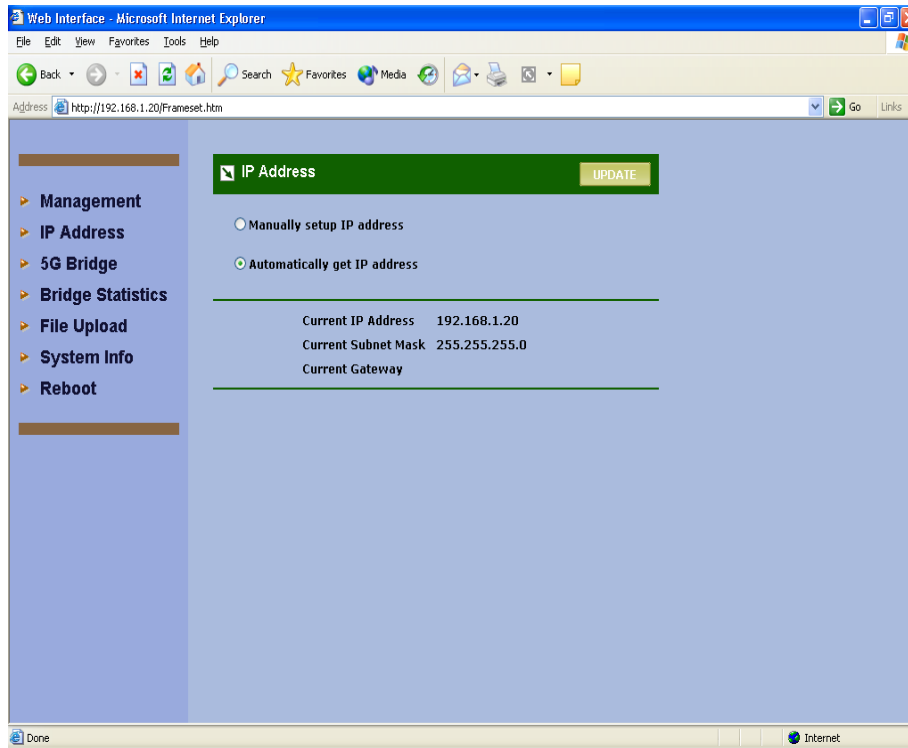 Web Interface - Microsoft Internet Explorer
File Edit View Favorites Tools Help
Back Search Favorites Media
Address http://192.168.1.20/Frameset.htm Go Links
IP Address UPDATE
Manually setup IP address
Automatically get IP address
Current IP Address 192.168.1.20
Current Subnet Mask 255.255.255.0
Current Gateway
Management
IP Address
5G Bridge
Bridge Statistics
File Upload
System Info
Reboot
Done Internet